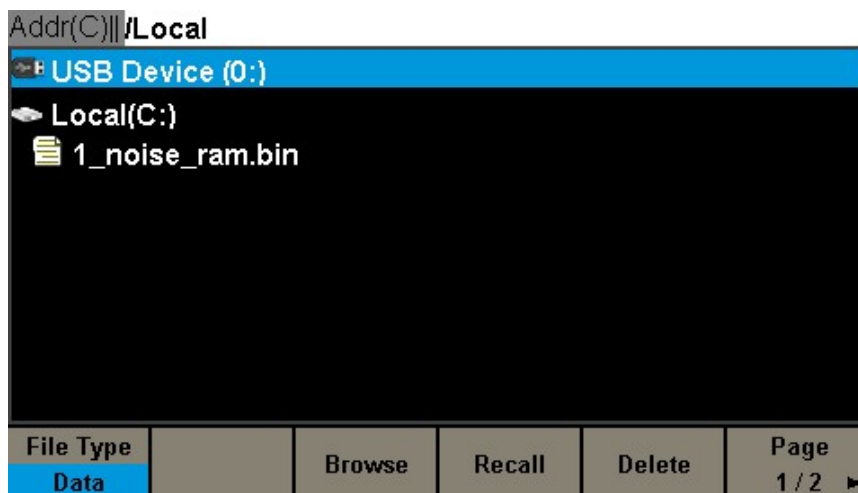 Addr(C)|| /Local
USB Device (0:)
Local(C:)
1_noise_ram.bin
File Type
Data
Browse
Recall
Delete
Page
1/2